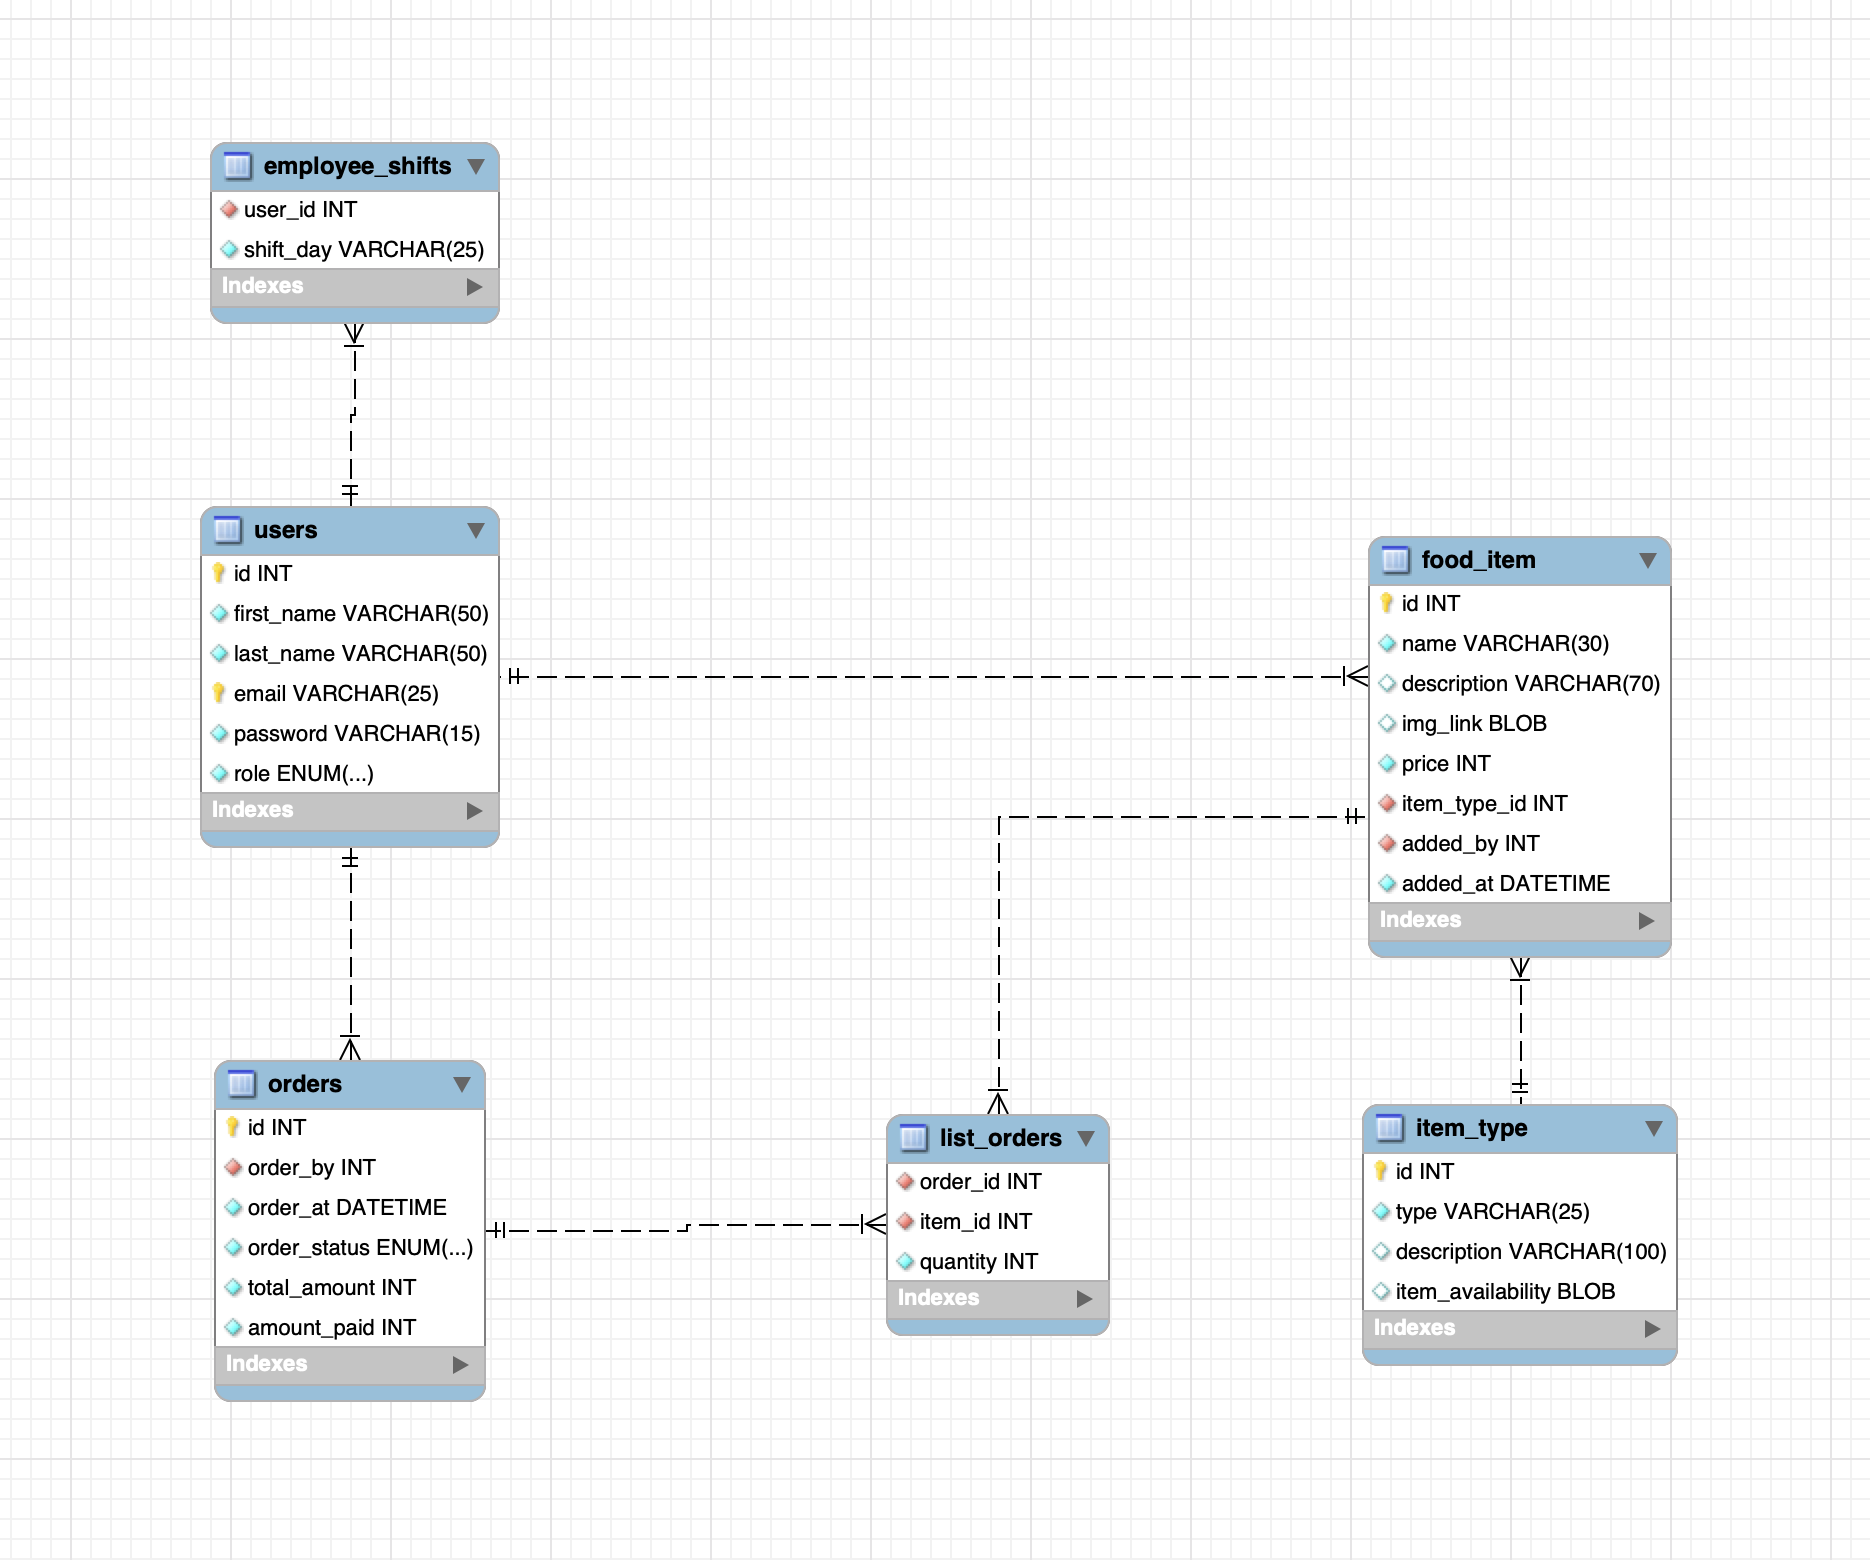 employee_shifts
user_id INT
shift_day VARCHAR(25)
Indexes
users
id INT
first_name VARCHAR(50)
last_name VARCHAR(50)
email VARCHAR(25)
password VARCHAR(15)
role ENUM(...)
Indexes
food_item
id INT
name VARCHAR(30)
description VARCHAR(70)
img_link BLOB
price INT
item_type_id INT
added_by INT
added_at DATETIME
Indexes
orders
id INT
order_by INT
order_at DATETIME
order_status ENUM(...)
total_amount INT
amount_paid INT
Indexes
list_orders
order_id INT
item_id INT
quantity INT
Indexes
item_type
id INT
type VARCHAR(25)
description VARCHAR(100)
item_availability BLOB
Indexes